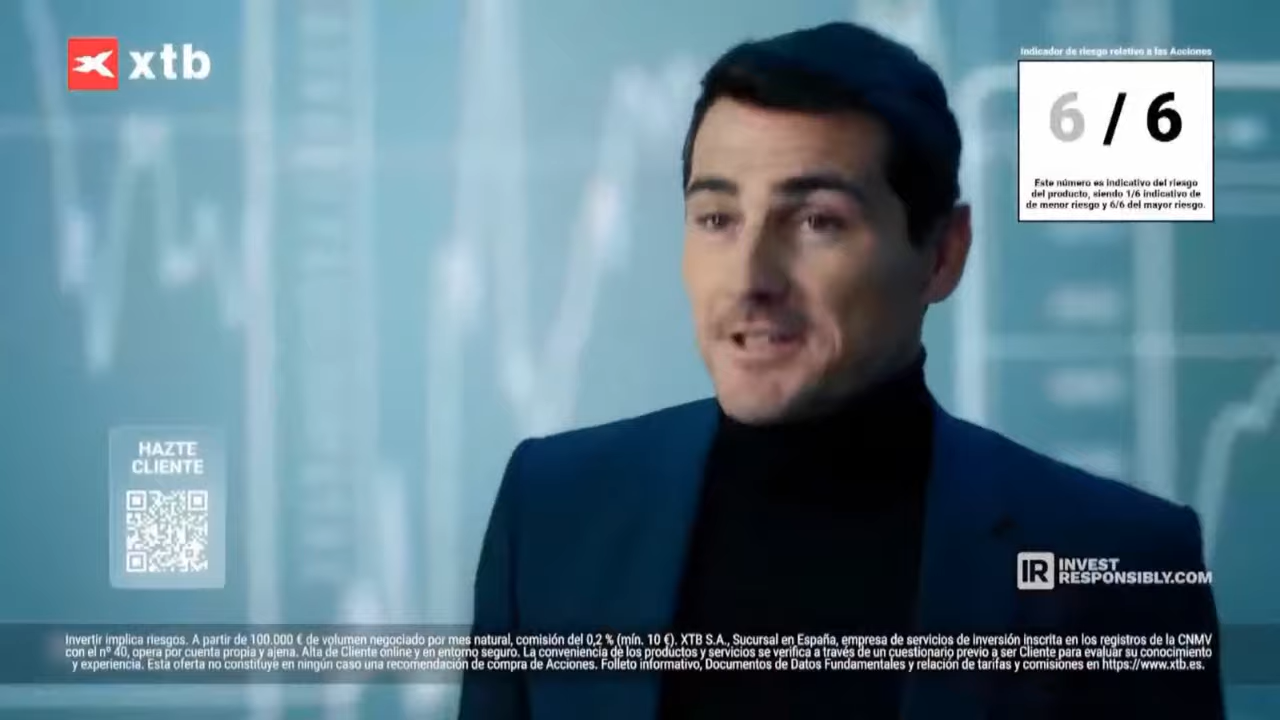 xtb
Indicador de riesgo relativo a las Acciones
6 / 6
Este número es indicativo del riesgo
del producto, siendo 1/6 indicativo de
de menor riesgo y 6/6 del mayor riesgo.
HAZTE
CLIENTE
IR INVEST
RESPONSIBLY.COM
Invertir implica riesgos. A partir de 100.000 € de volumen negociado por mes natural, comisión del 0,2 % (mín. 10 €). XTB S.A., Sucursal en España, empresa de servicios de inversión inscrita en los registros de la CNMV
con el nº 40, opera por cuenta propia y ajena. Alta de Cliente online y en entorno seguro. La conveniencia de los productos y servicios se verifica a través de un cuestionario previo a ser Cliente para evaluar su conocimiento
y experiencia. Esta oferta no constituye en ningún caso una recomendación de compra de Acciones. Folleto informativo, Documentos de Datos Fundamentales y relación de tarifas y comisiones en https://www.xtb.es.